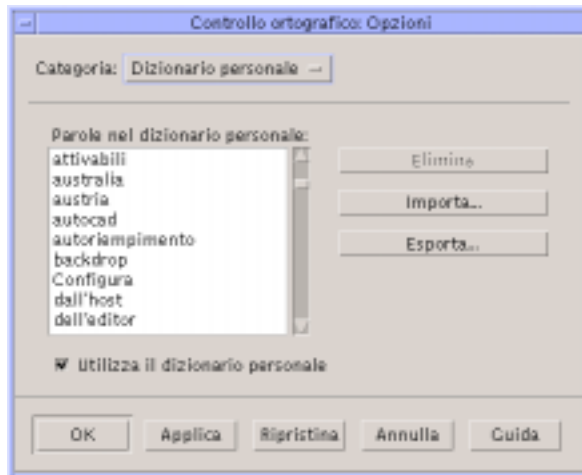 Controllo ortografico: Opzioni
Categoria: Dizionario personale
Parole nel dizionario personale:
attivabili
australia
austria
autocad
autoriempimento
backdrop
Configura
dall'host
dell'editor
Elimina
Importa...
Esporta...
Utilizza il dizionario personale
OK Applica Ripristina Annulla Guida